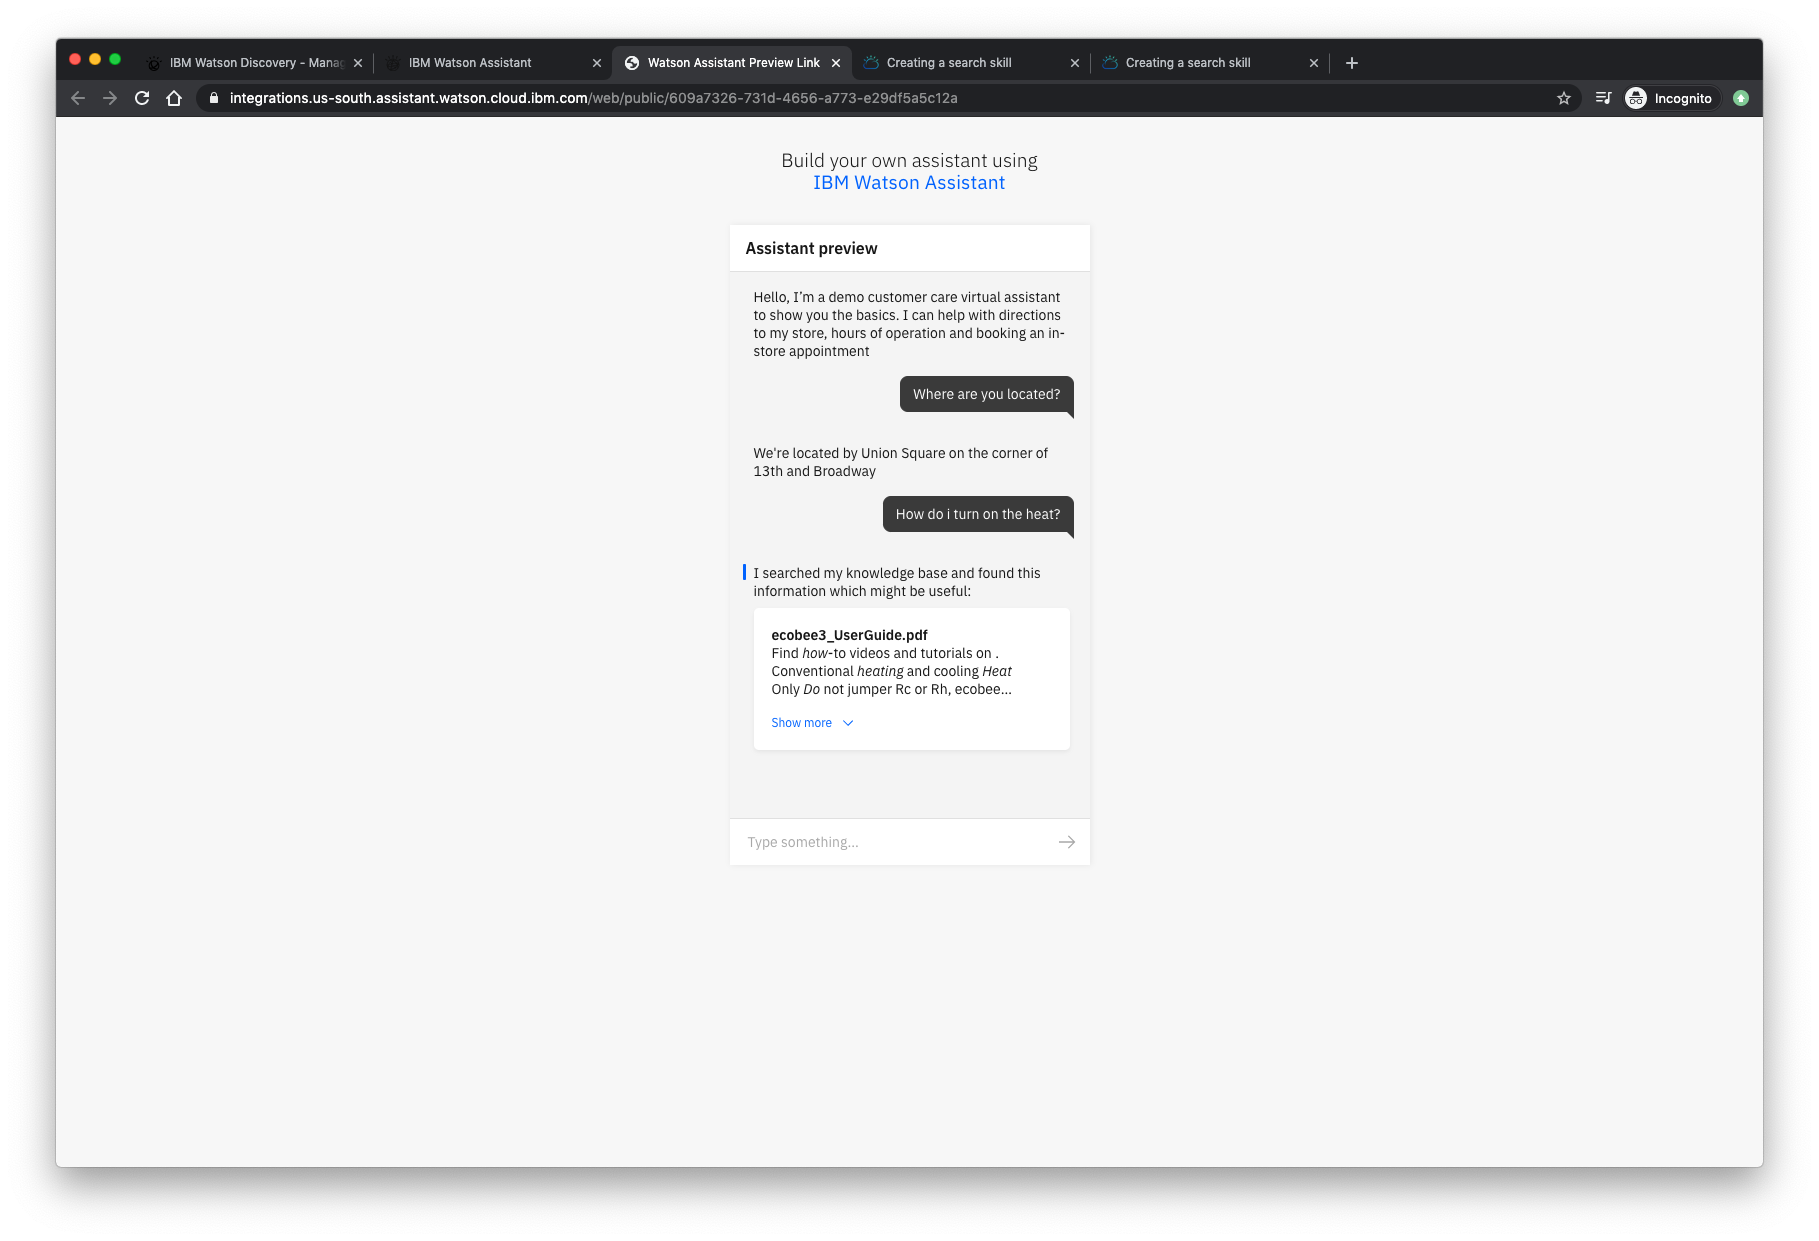 IBM Watson Discovery - Manag
IBM Watson Assistant
Watson Assistant Preview Link
Creating a search skill
Creating a search skill
integrations.us-south.assistant.watson.cloud.ibm.com/web/public/609a7326-731d-4656-a773-e29df5a5c12a
Incognito
Build your own assistant using
IBM Watson Assistant
Assistant preview
Hello, I'm a demo customer care virtual assistant
to show you the basics. I can help with directions
to my store, hours of operation and booking an in-
store appointment
Where are you located?
We're located by Union Square on the corner of
13th and Broadway
How do i turn on the heat?
I searched my knowledge base and found this
information which might be useful:
ecobee3_UserGuide.pdf
Find how-to videos and tutorials on .
Conventional heating and cooling Heat
Only Do not jumper Rc or Rh, ecobee...
Show more
Type something...